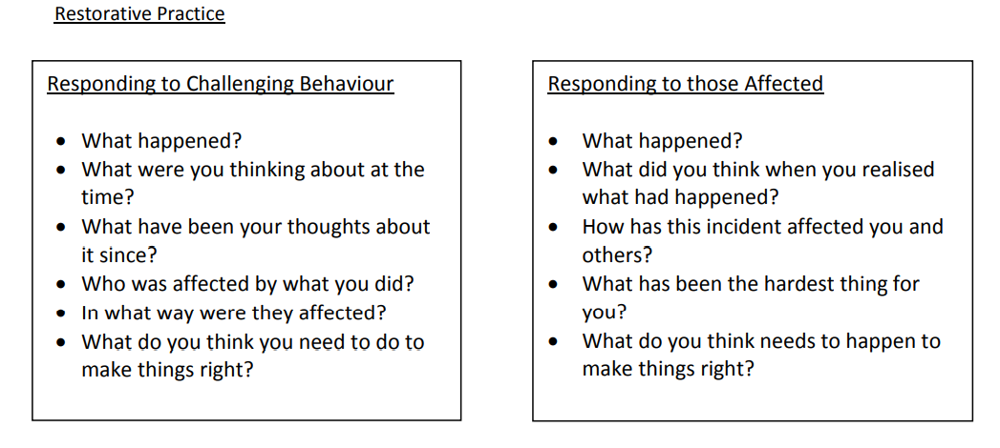 Restorative Practice
Responding to Challenging Behaviour
• What happened?
• What were you thinking about at the
time?
• What have been your thoughts about
it since?
• Who was affected by what you did?
• In what way were they affected?
• What do you think you need to do to
make things right?
Responding to those Affected
• What happened?
• What did you think when you realised
what had happened?
• How has this incident affected you and
others?
• What has been the hardest thing for
you?
• What do you think needs to happen to
make things right?